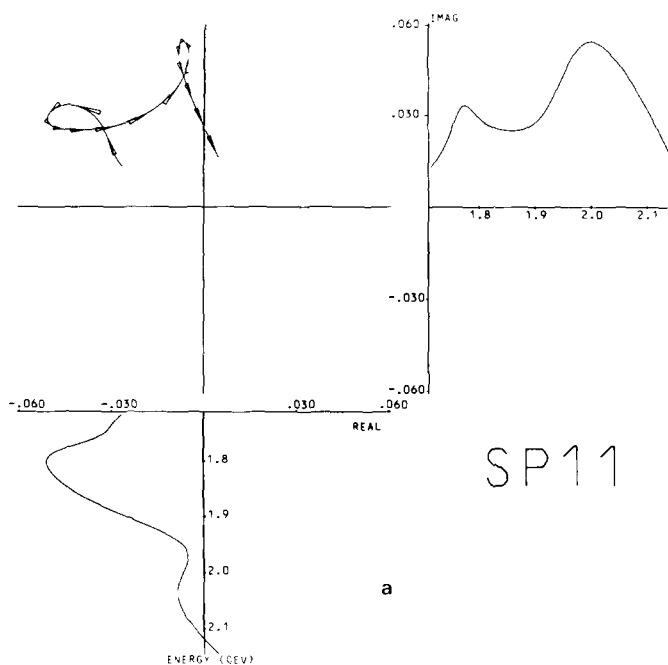 .060 IMAG
.030
1.8 1.9 2.0 2.1
-.030
-.060
-.060 -.030 .030 .060
REAL
1.8
1.9
2.0
2.1
ENERGY (GEV)
SP11
a